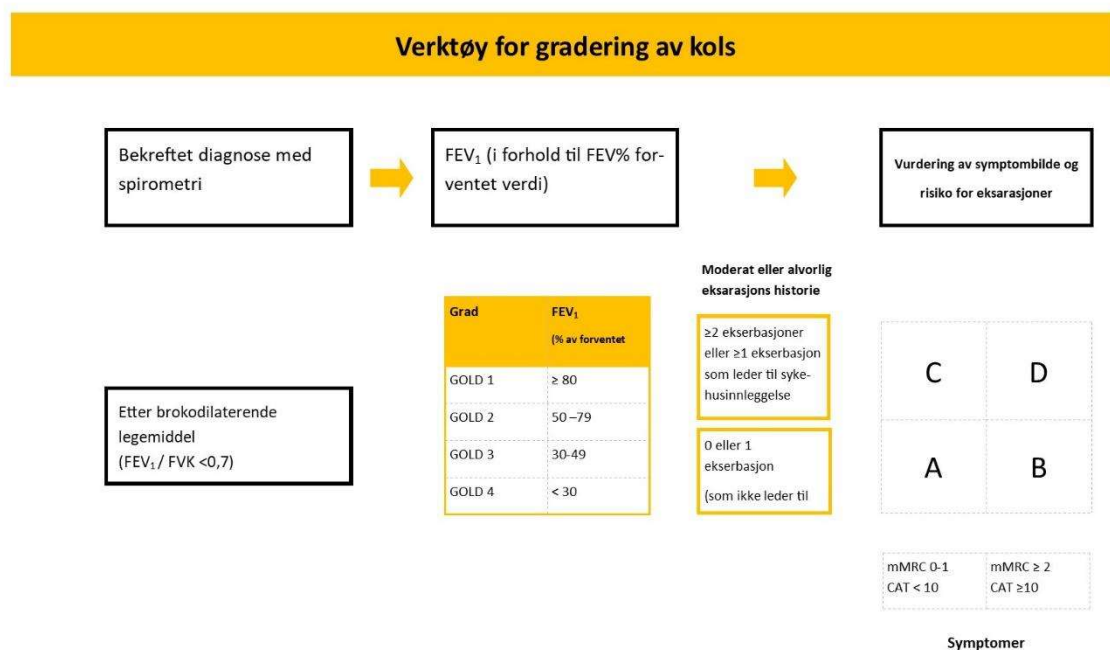 Verktøy for gradering av kols
Bekreftet diagnose med
spirometri
FEV₁ (i forhold til FEV% for-
ventet verdi)
Vurdering av symptombilde og
risiko for eksarasjoner
Moderat eller alvorlig
eksarasjons historie
Grad FEV₁
(% av forventet
GOLD 1 ≥ 80
GOLD 2 50 –79
GOLD 3 30-49
GOLD 4 < 30
≥2 ekserbasjoner
eller ≥1 ekserbasjon
som leder til syke-
husinnleggelse
0 eller 1
ekserbasjon
(som ikke leder til
C D
A B
Etter brokodilaterende
legemiddel
(FEV₁/ FVK <0,7)
mMRC 0-1 mMRC ≥ 2
CAT < 10 CAT ≥10
Symptomer